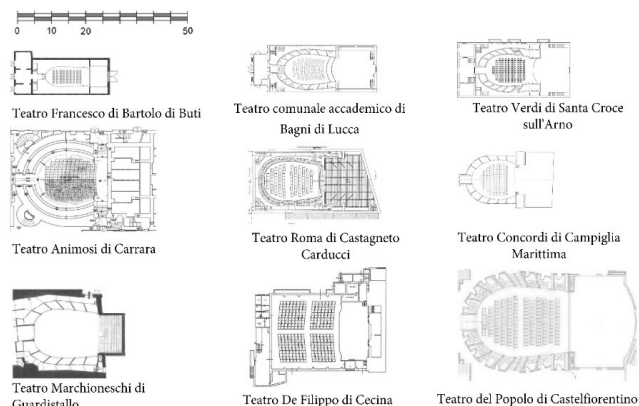 0 10 20 50
Teatro Francesco di Bartolo di Buti
Teatro comunale accademico di
Bagni di Lucca
Teatro Verdi di Santa Croce
sull'Arno
Teatro Animosi di Carrara
Teatro Roma di Castagneto
Carducci
Teatro Concordi di Campiglia
Marittima
Teatro Marchioneschi di
Guardistallo
Teatro De Filippo di Cecina
Teatro del Popolo di Castelfiorentino